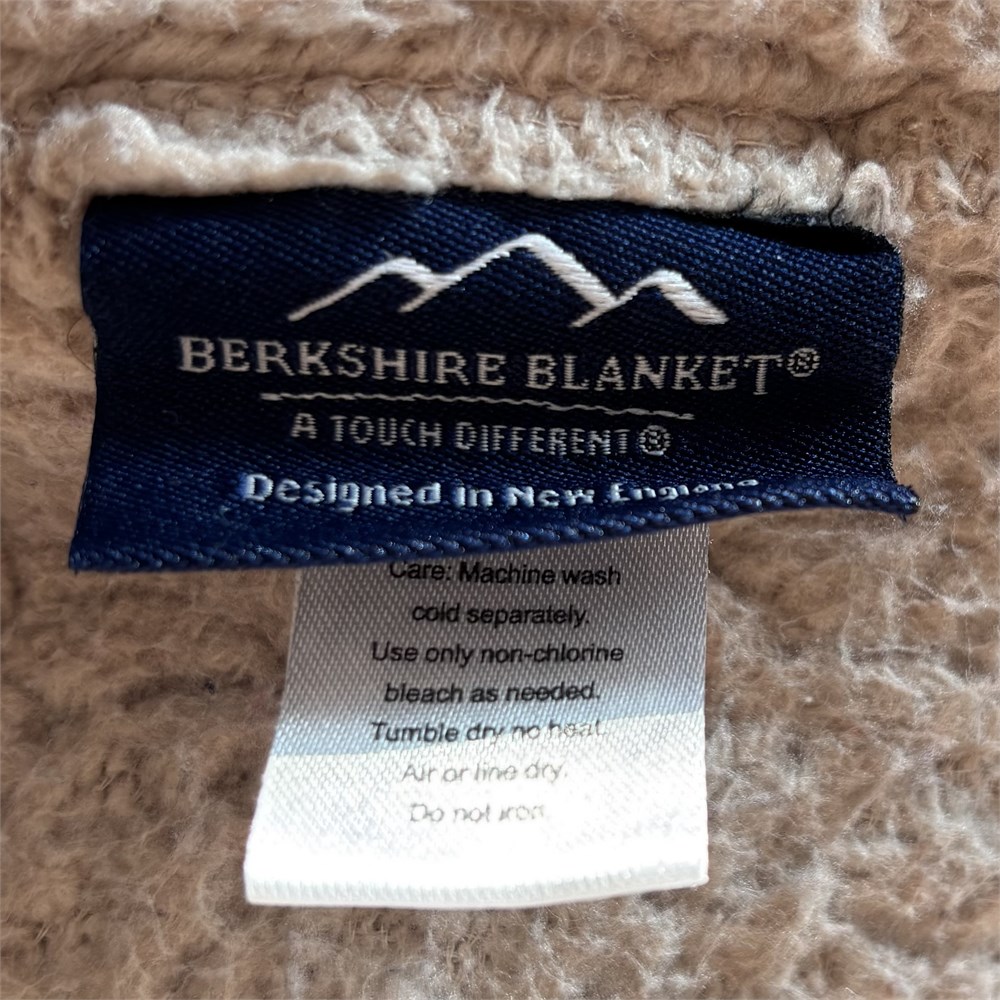 BERKSHIRE BLANKET®
A TOUCH DIFFERENT®
Designed in New England
Care: Machine wash
cold separately.
Use only non-chlorine
bleach as needed.
Tumble dry no heat.
Air or line dry.
Do not iron.